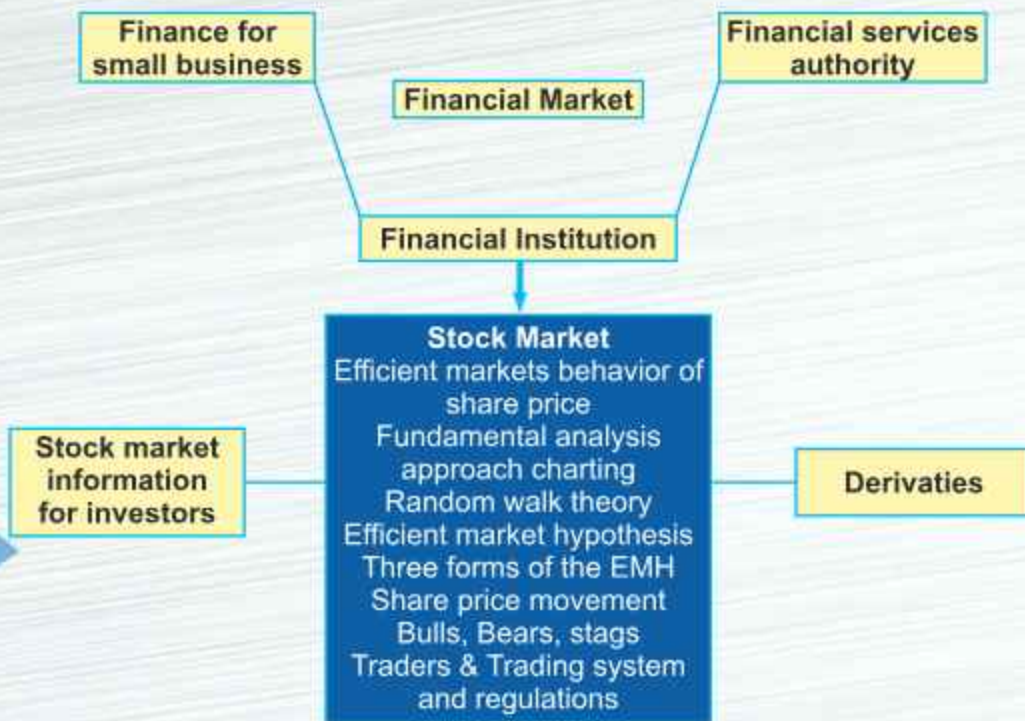 Finance for
small business
Financial services
authority
Financial Market
Financial Institution
Stock Market
Efficient markets behavior of
share price
Fundamental analysis
approach charting
Random walk theory
Efficient market hypothesis
Three forms of the EMH
Share price movement
Bulls, Bears, stags
Traders & Trading system
and regulations
Stock market
information
for investors
Derivaties